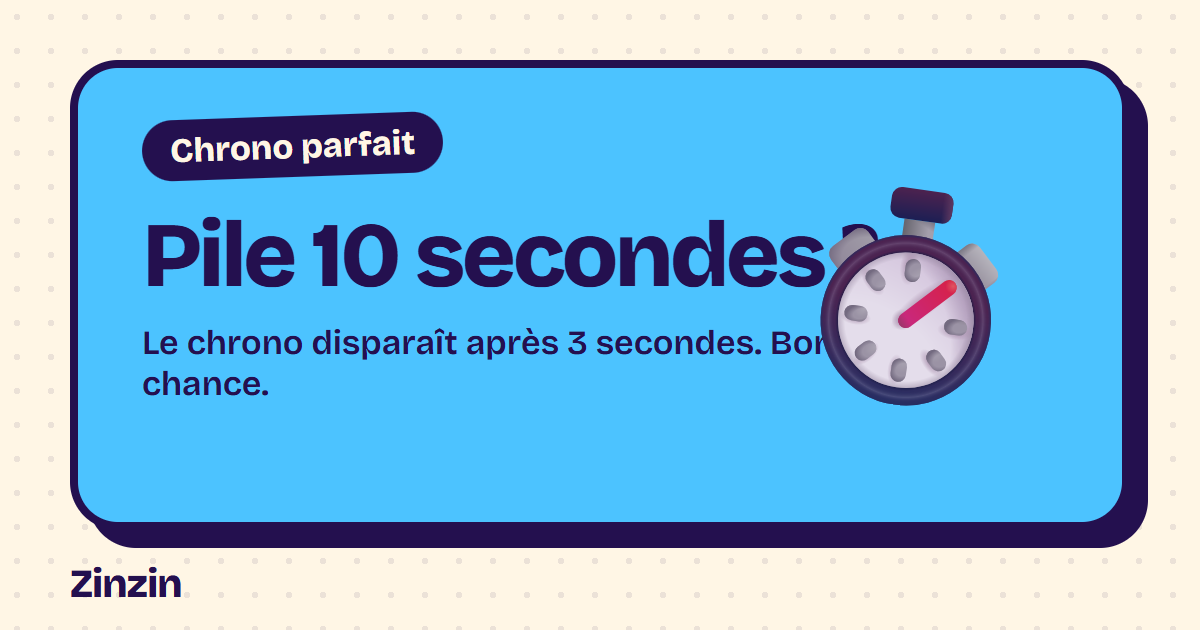 Chrono parfait
Pile 10 secondes ?
Le chrono disparaît après 3 secondes.
chance.
Zinzin